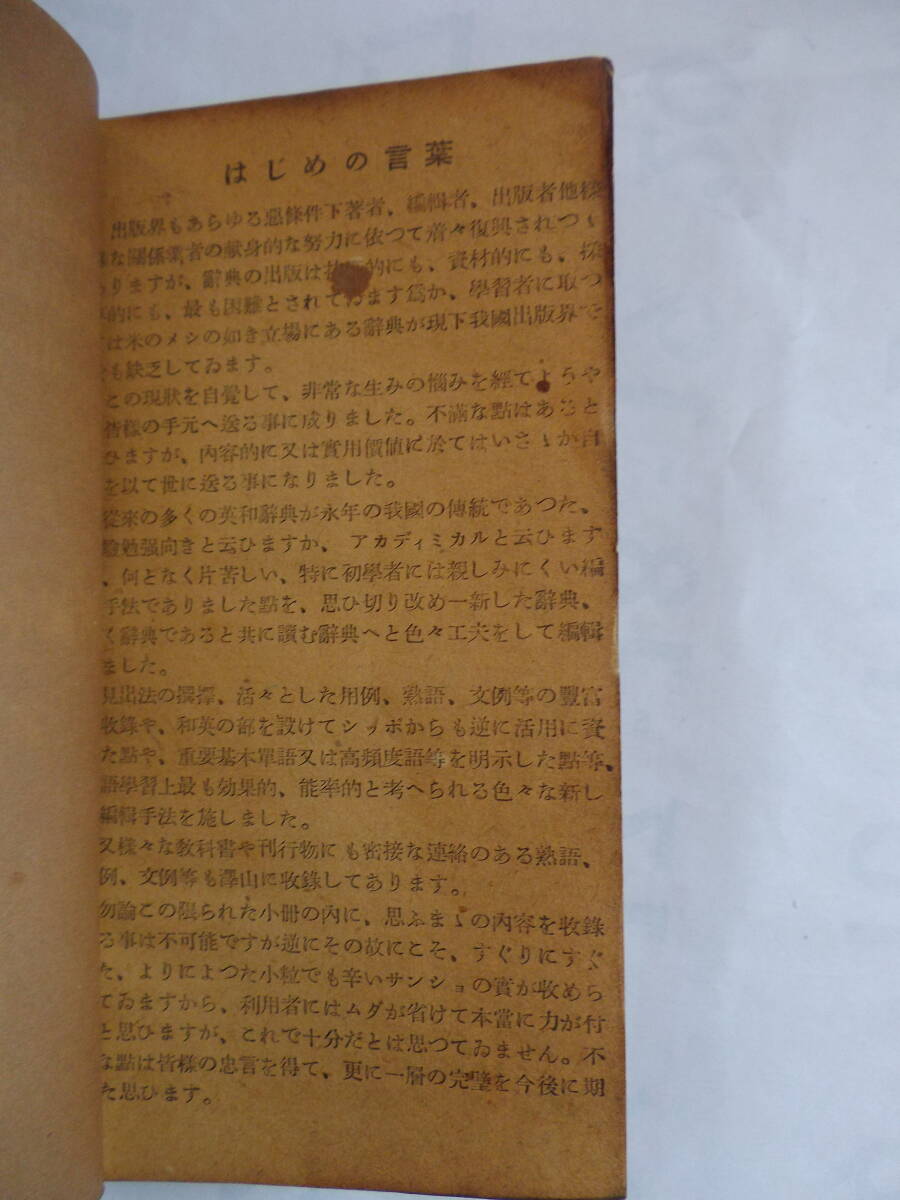 はじめの言葉
出版界もあらゆる惡條件下著者、編輯者、出版者他様
な關係業者の献身的な努力に依つて着々復興されつゝ
りますが、辭典の出版は 的にも、資材的にも、採
的にも、最も困難とされてゐます爲か、學習者に取つ
は米のメシの如き立場にある辭典が現下我國出版界で
も缺乏してゐます。
この現狀を自覺して、非常な生みの惱みを經てようや
皆様の手元へ送る事に成りました。不滿な點はあると
ひますが、內容的に又は實用價値に於てはいさゝか自
を以て世に送る事になりました。
從來の多くの英和辭典が永年の我國の傳統であつた、
勉强向きと云ひますか、アカディミカルと云ひます
、何となく片苦しい、特に初學者には親しみにくい編
手法でありました點を、思ひ切り改め一新した辭典、
く辭典であると共に讀む辭典へと色々工夫をして編輯
ました。
見出法の撰擇、活々とした用例、熟語、文例等の豐富
收錄や、和英の部を設けてシッポからも逆に活用に資
た點や、重要基本單語又は高頻度語等を明示した點等、
語學習上最も効果的、能率的と考へられる色々な新し
編輯手法を施しました。
又樣々な敎科書や刊行物にも密接な連絡のある熟語、
例、文例等も澤山に收錄してあります。
勿論この限られた小冊の內に、思ふまゝの內容を收錄
る事は不可能ですが逆にその故にこそ、すぐりにすぐ
た、よりによつた小粒でも辛いサンショの實が收めら
てゐますから、利用者にはムダが省けて本當に力が付
と思ひますが、これで十分だとは思つてゐません。不
な點は皆樣の忠言を得て、更に一層の完璧を今後に期
た思ひます。